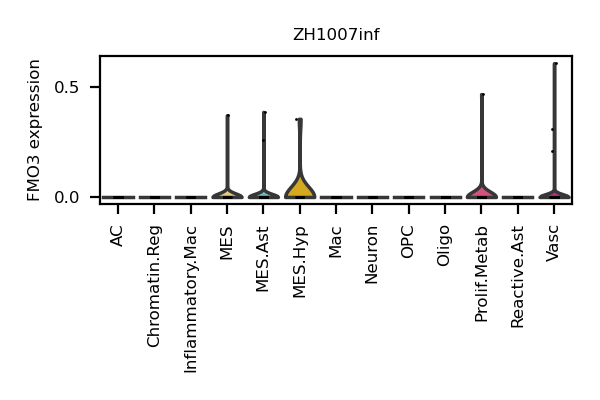 ZH1007inf
FMO3 expression
0.5
0.0
AC
Chromatin.Reg
Inflammatory.Mac
MES
MES.Ast
MES.Hyp
Mac
Neuron
OPC
Oligo
Prolif.Metab
Reactive.Ast
Vasc